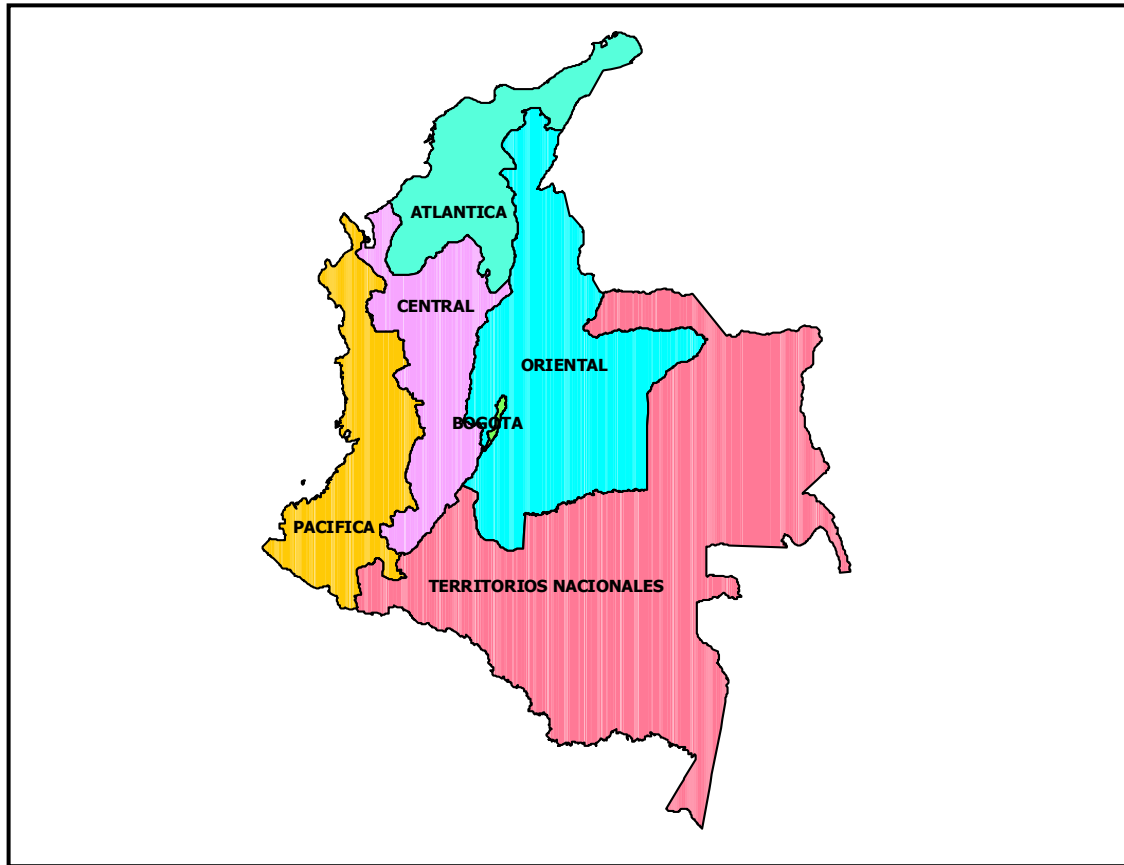 ATLANTICA
CENTRAL
ORIENTAL
BOGOTA
PACIFICA
TERRITORIOS NACIONALES